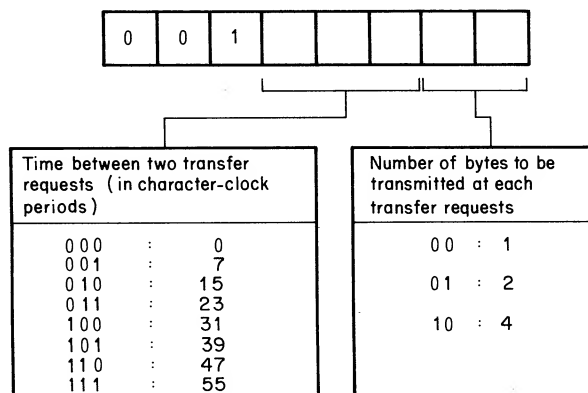 0 0 1
Time between two transfer
requests (in character-clock
periods)
000 : 0
001 : 7
010 : 15
011 : 23
100 : 31
101 : 39
110 : 47
111 : 55
Number of bytes to be
transmitted at each
transfer requests
00 : 1
01 : 2
10 : 4